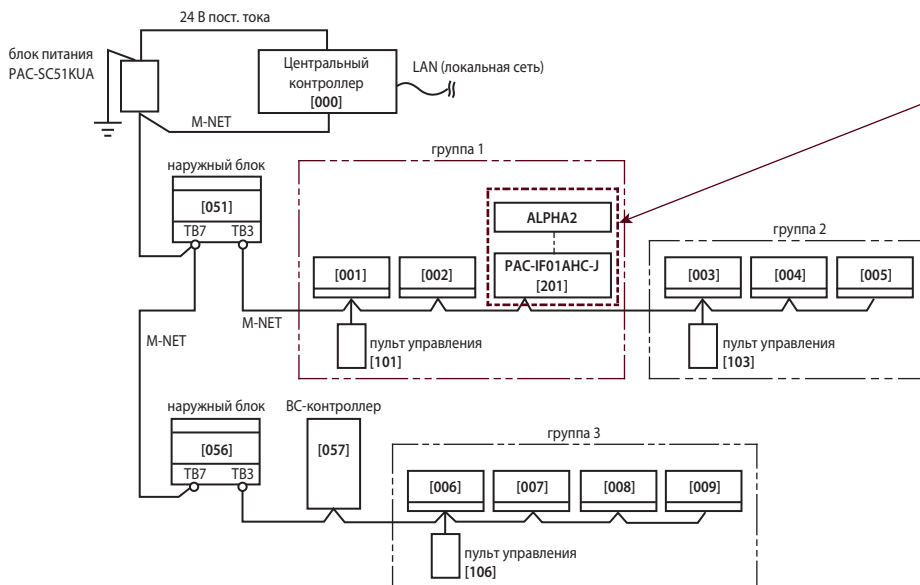 24 В пост. тока
блок питания
PAC-SC51KUA
Центральный
контроллер
[000]
LAN (локальная сеть)
M-NET
группа 1
наружный блок
[051]
TB7 TB3
ALPHA2
PAC-IF01AHC-J
[201]
[001] [002]
группа 2
[003] [004] [005]
M-NET
M-NET
пульт управления
[101]
пульт управления
[103]
наружный блок
[056]
TB7 TB3
BC-контроллер
[057]
группа 3
[006] [007] [008] [009]
пульт управления
[106]